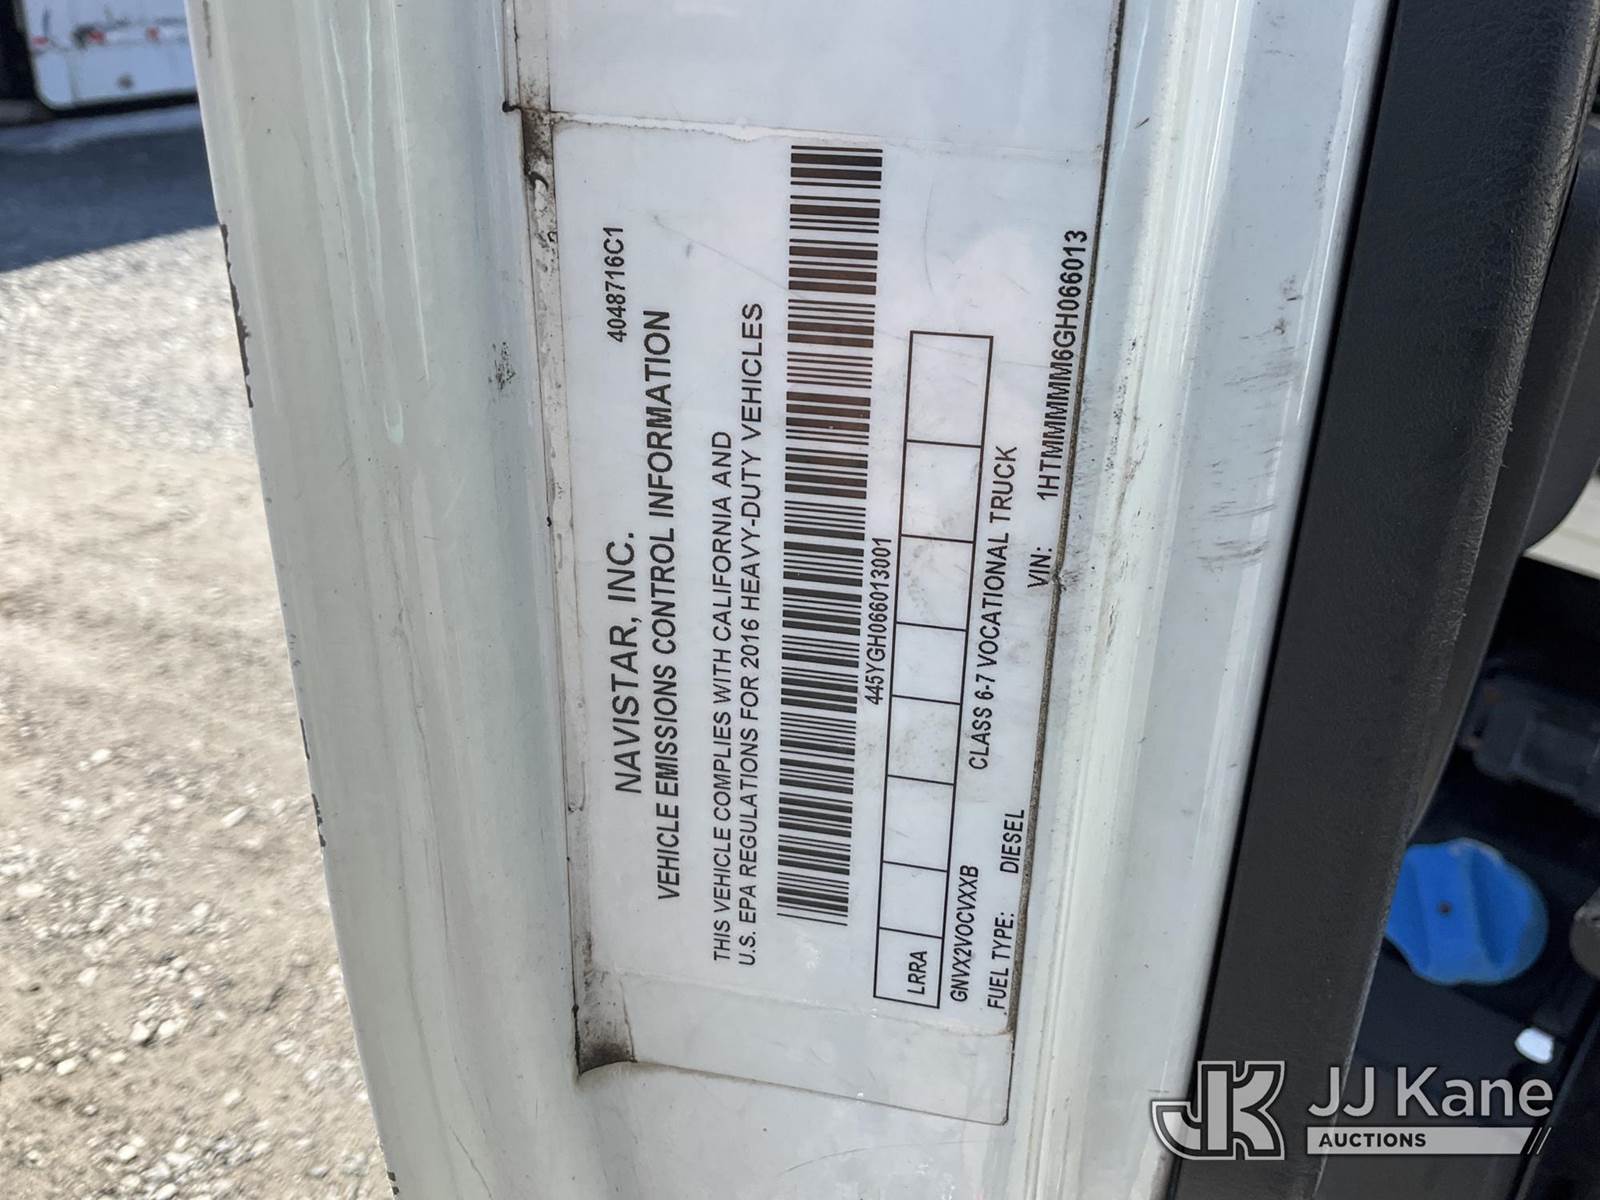 4048716C1
NAVISTAR, INC.
VEHICLE EMISSIONS CONTROL INFORMATION
THIS VEHICLE COMPLIES WITH CALIFORNIA AND
U.S. EPA REGULATIONS FOR 2016 HEAVY-DUTY VEHICLES
445YGH066013001
LRRA
GNVX2VOCVXXB CLASS 6-7 VOCATIONAL TRUCK
FUEL TYPE: DIESEL VIN: 1HTMMMMM6GH066013
JK JJ Kane
AUCTIONS